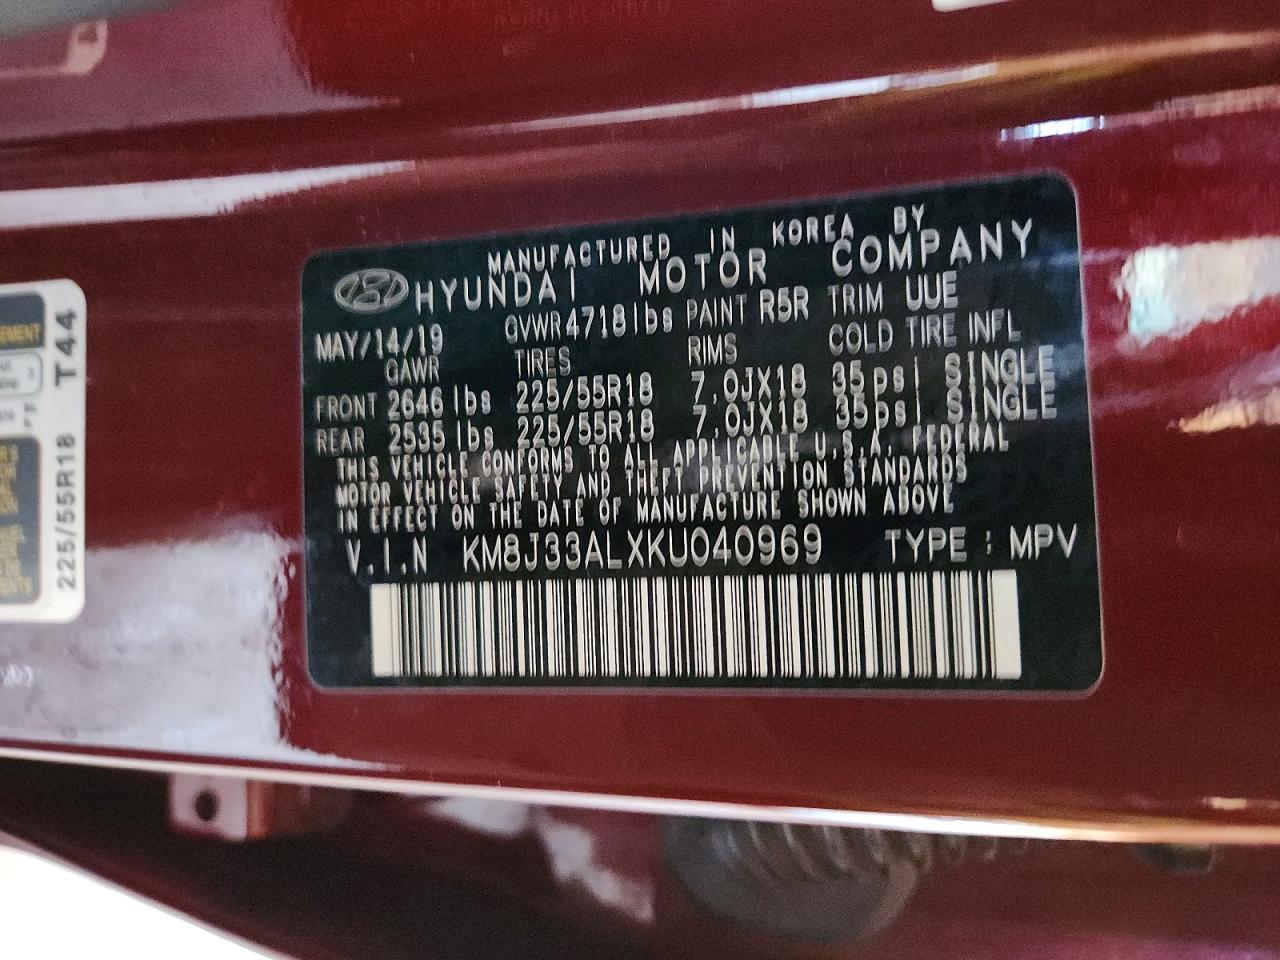 MANUFACTURED IN KOREA BY
HYUNDAI MOTOR COMPANY
MAY/14/19 GVWR 4718lbs PAINT R5R TRIM UUE
GAWR TIRES RIMS COLD TIRE INFL
FRONT 2646 lbs 225/55R18 7.0JX18 35psi SINGLE
REAR 2535 lbs 225/55R18 7.0JX18 35psi SINGLE
THIS VEHICLE CONFORMS TO ALL APPLICABLE U.S.A. FEDERAL
MOTOR VEHICLE SAFETY AND THEFT PREVENTION STANDARDS
IN EFFECT ON THE DATE OF MANUFACTURE SHOWN ABOVE
V.I.N KM8J33ALXKU040969 TYPE : MPV
225/55R18 T44